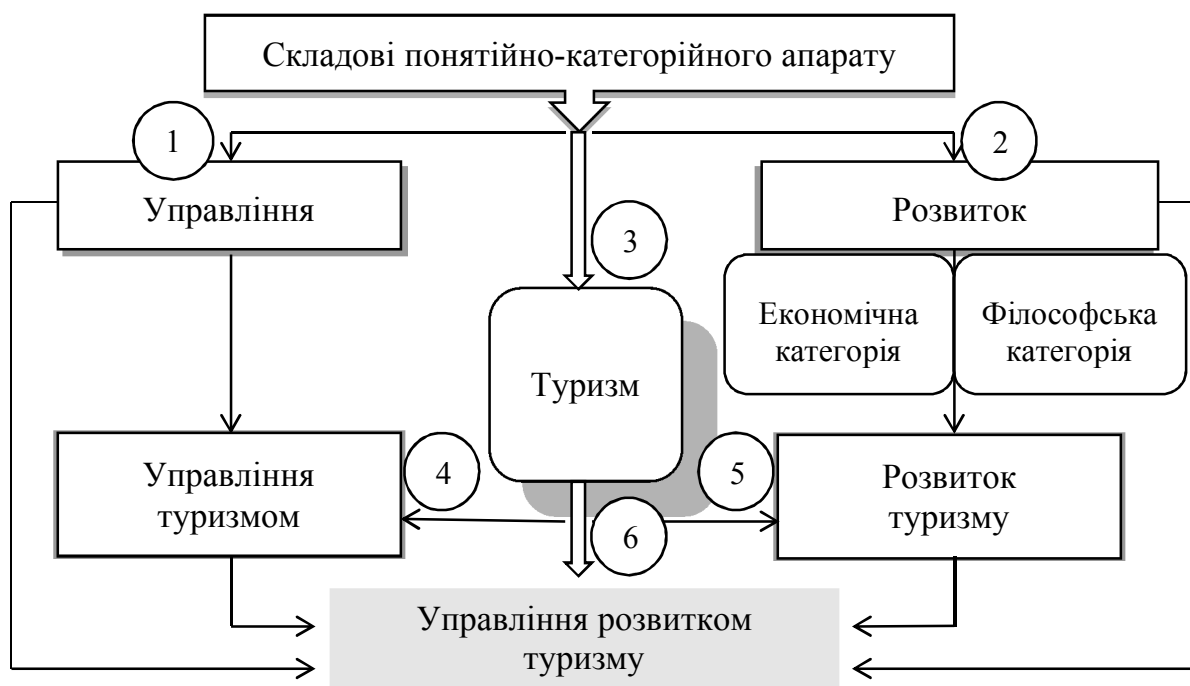 Складові понятійно-категорійного апарату
1
2
Управління
Розвиток
3
Економічна
категорія
Філософська
категорія
Туризм
4
5
Управління
туризмом
Розвиток
туризму
6
Управління розвитком
туризму